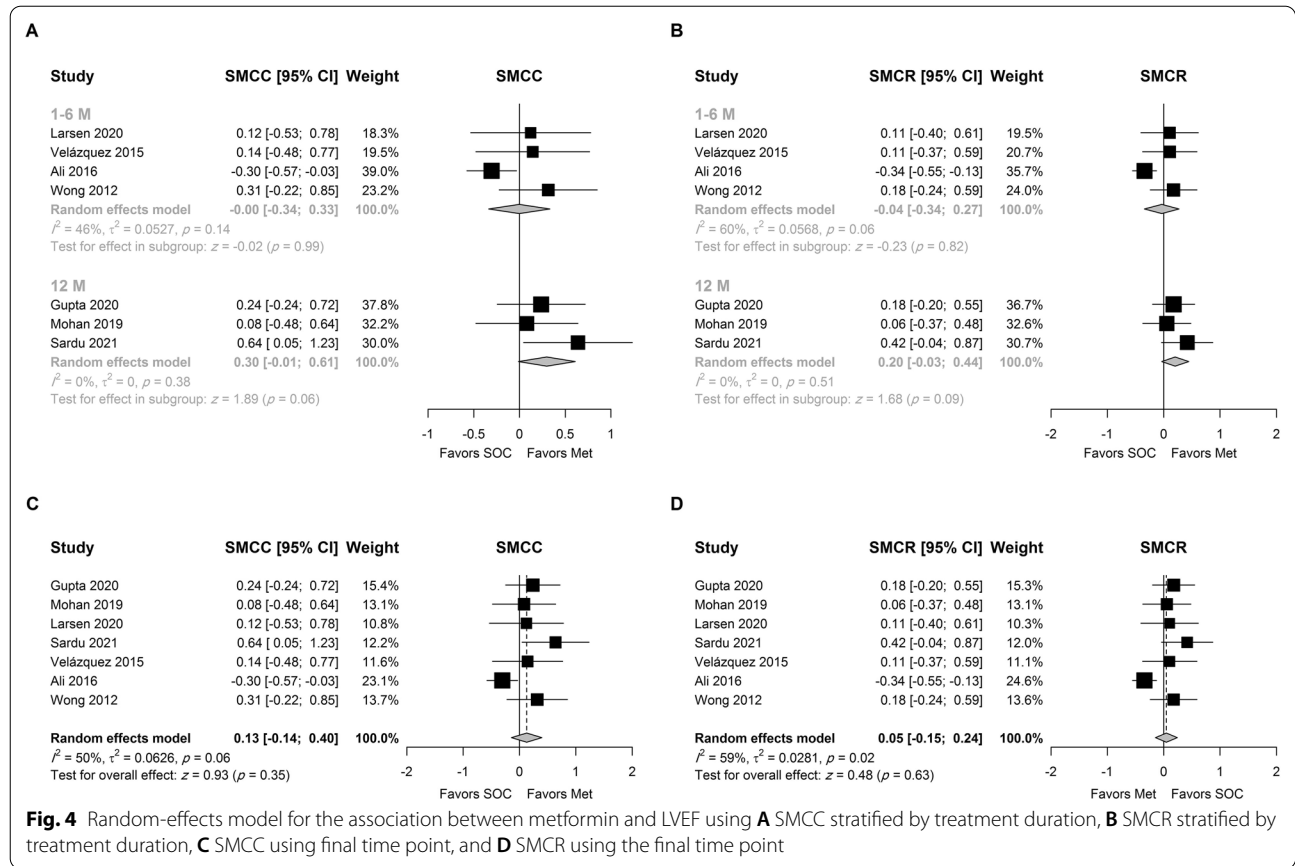 A
Study SMCC [95% CI] Weight SMCC
1-6 M
Larsen 2020 0.12 [-0.53; 0.78] 18.3%
Velázquez 2015 0.14 [-0.48; 0.77] 19.5%
Ali 2016 -0.30 [-0.57; -0.03] 39.0%
Wong 2012 0.31 [-0.22; 0.85] 23.2%
Random effects model -0.00 [-0.34; 0.33] 100.0%
I² = 46%, τ² = 0.0527, p = 0.14
Test for effect in subgroup: z = -0.02 (p = 0.99)
12 M
Gupta 2020 0.24 [-0.24; 0.72] 37.8%
Mohan 2019 0.08 [-0.48; 0.64] 32.2%
Sardu 2021 0.64 [ 0.05; 1.23] 30.0%
Random effects model 0.30 [-0.01; 0.61] 100.0%
I² = 0%, τ² = 0, p = 0.38
Test for effect in subgroup: z = 1.89 (p = 0.06)
-1 -0.5 0 0.5 1
Favors SOC Favors Met
B
Study SMCR [95% CI] Weight SMCR
1-6 M
Larsen 2020 0.11 [-0.40; 0.61] 19.5%
Velázquez 2015 0.11 [-0.37; 0.59] 20.7%
Ali 2016 -0.34 [-0.55; -0.13] 35.7%
Wong 2012 0.18 [-0.24; 0.59] 24.0%
Random effects model -0.04 [-0.34; 0.27] 100.0%
I² = 60%, τ² = 0.0568, p = 0.06
Test for effect in subgroup: z = -0.23 (p = 0.82)
12 M
Gupta 2020 0.18 [-0.20; 0.55] 36.7%
Mohan 2019 0.06 [-0.37; 0.48] 32.6%
Sardu 2021 0.42 [-0.04; 0.87] 30.7%
Random effects model 0.20 [-0.03; 0.44] 100.0%
I² = 0%, τ² = 0, p = 0.51
Test for effect in subgroup: z = 1.68 (p = 0.09)
-2 -1 0 1 2
Favors SOC Favors Met
C
Study SMCC [95% CI] Weight SMCC
Gupta 2020 0.24 [-0.24; 0.72] 15.4%
Mohan 2019 0.08 [-0.48; 0.64] 13.1%
Larsen 2020 0.12 [-0.53; 0.78] 10.8%
Sardu 2021 0.64 [ 0.05; 1.23] 12.2%
Velázquez 2015 0.14 [-0.48; 0.77] 11.6%
Ali 2016 -0.30 [-0.57; -0.03] 23.1%
Wong 2012 0.31 [-0.22; 0.85] 13.7%
Random effects model 0.13 [-0.14; 0.40] 100.0%
I² = 50%, τ² = 0.0626, p = 0.06
Test for overall effect: z = 0.93 (p = 0.35)
-2 -1 0 1 2
Favors SOC Favors Met
D
Study SMCR [95% CI] Weight SMCR
Gupta 2020 0.18 [-0.20; 0.55] 15.3%
Mohan 2019 0.06 [-0.37; 0.48] 13.1%
Larsen 2020 0.11 [-0.40; 0.61] 10.3%
Sardu 2021 0.42 [-0.04; 0.87] 12.0%
Velázquez 2015 0.11 [-0.37; 0.59] 11.1%
Ali 2016 -0.34 [-0.55; -0.13] 24.6%
Wong 2012 0.18 [-0.24; 0.59] 13.6%
Random effects model 0.05 [-0.15; 0.24] 100.0%
I² = 59%, τ² = 0.0281, p = 0.02
Test for overall effect: z = 0.48 (p = 0.63)
-2 -1 0 1 2
Favors Met Favors SOC
Fig. 4 Random-effects model for the association between metformin and LVEF using A SMCC stratified by treatment duration, B SMCR stratified by
treatment duration, C SMCC using final time point, and D SMCR using the final time point